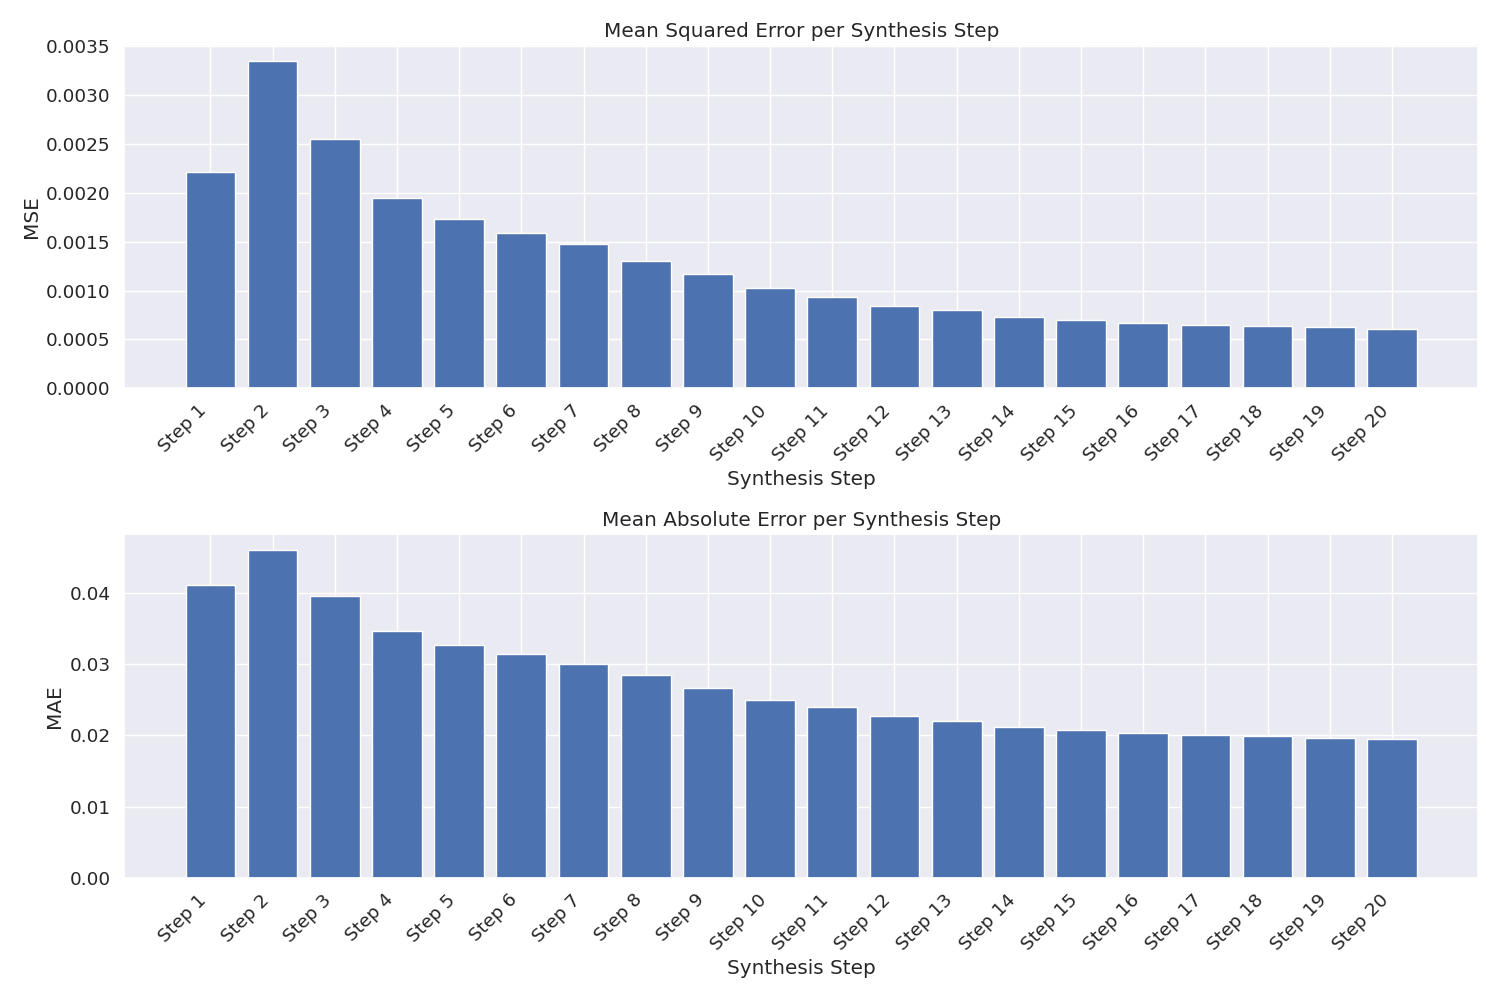 Mean Squared Error per Synthesis Step
0.0035
0.0030
0.0025
0.0020
0.0015
0.0010
0.0005
0.0000
MSE
Step 1
Step 2
Step 3
Step 4
Step 5
Step 6
Step 7
Step 8
Step 9
Step 10
Step 11
Step 12
Step 13
Step 14
Step 15
Step 16
Step 17
Step 18
Step 19
Step 20
Synthesis Step
Mean Absolute Error per Synthesis Step
0.04
0.03
0.02
0.01
0.00
MAE
Step 1
Step 2
Step 3
Step 4
Step 5
Step 6
Step 7
Step 8
Step 9
Step 10
Step 11
Step 12
Step 13
Step 14
Step 15
Step 16
Step 17
Step 18
Step 19
Step 20
Synthesis Step